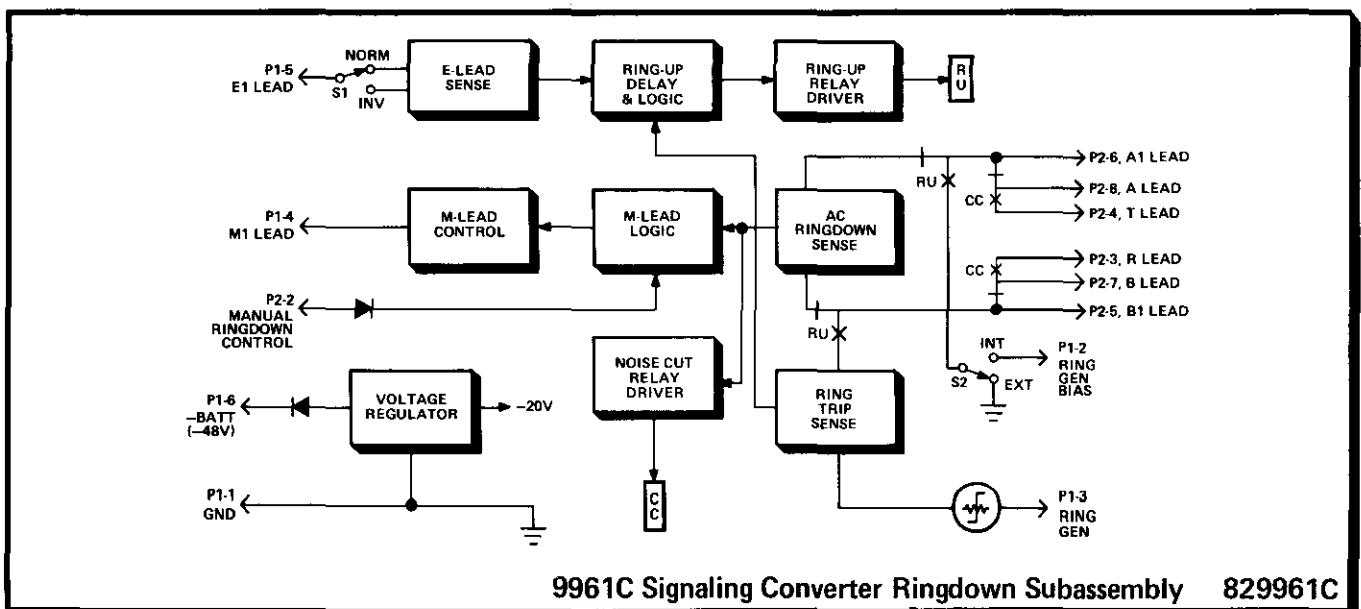 P1-5
E1 LEAD
NORM
S1
INV
E-LEAD
SENSE
RING-UP
DELAY
& LOGIC
RING-UP
RELAY
DRIVER
RU
P1-4
M1 LEAD
M-LEAD
CONTROL
M-LEAD
LOGIC
AC
RINGDOWN
SENSE
RU
CC
P2-6, A1 LEAD
P2-8, A LEAD
P2-4, T LEAD
CC
P2-3, R LEAD
P2-7, B LEAD
P2-5, B1 LEAD
P2-2
MANUAL
RINGDOWN
CONTROL
RU
NOISE CUT
RELAY
DRIVER
CC
RING
TRIP
SENSE
INT
S2
EXT
P1-2
RING
GEN
BIAS
P1-6
-BATT
(-48V)
VOLTAGE
REGULATOR
-20V
P1-1
GND
P1-3
RING
GEN
9961C Signaling Converter Ringdown Subassembly 829961C